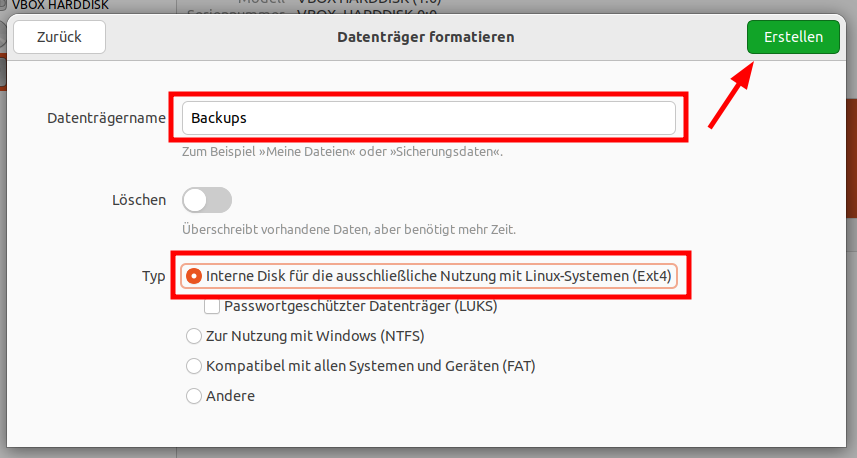 VBOX HARDDISK
Modell VBOX HARDDISK (1.0)
Seriennummer VBOX HARDDISK 0:0
Zurück
Datenträger formatieren
Erstellen
Datenträgername
Backups
Zum Beispiel »Meine Dateien« oder »Sicherungsdaten«.
Löschen
Überschreibt vorhandene Daten, aber benötigt mehr Zeit.
Typ
Interne Disk für die ausschließliche Nutzung mit Linux-Systemen (Ext4)
Passwortgeschützter Datenträger (LUKS)
Zur Nutzung mit Windows (NTFS)
Kompatibel mit allen Systemen und Geräten (FAT)
Andere